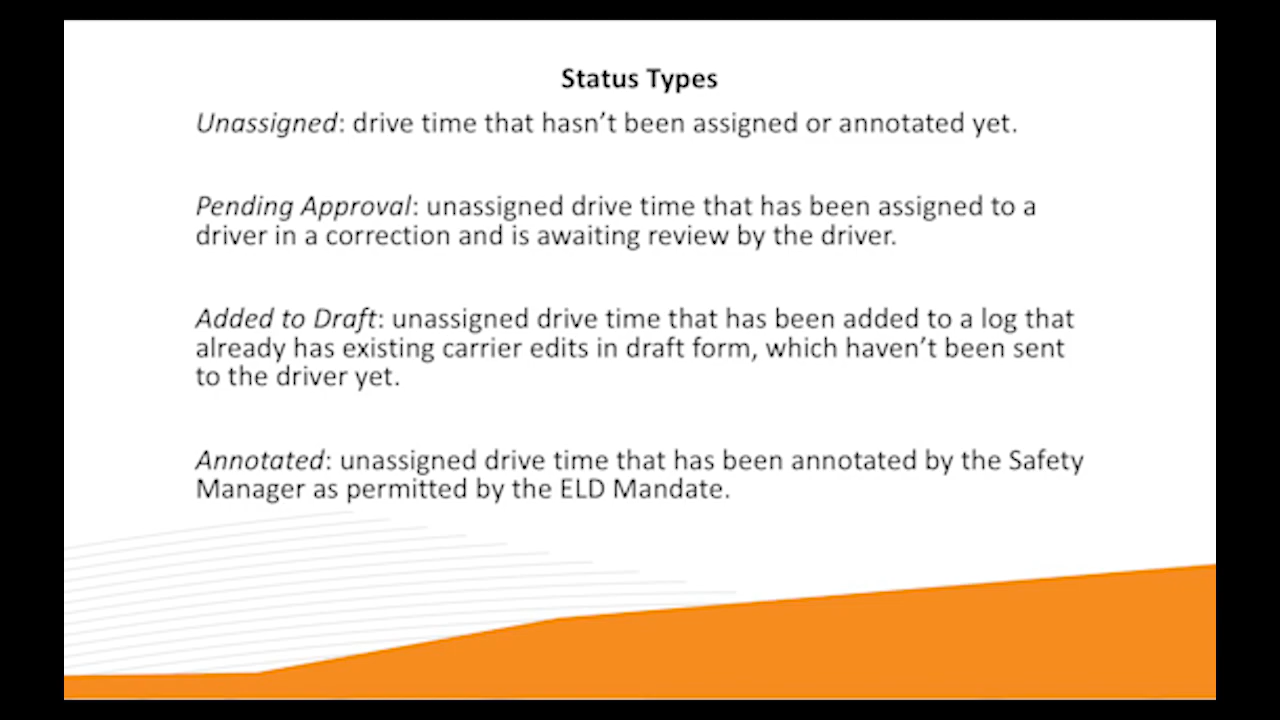 Status Types
Unassigned: drive time that hasn’t been assigned or annotated yet.
Pending Approval: unassigned drive time that has been assigned to a
driver in a correction and is awaiting review by the driver.
Added to Draft: unassigned drive time that has been added to a log that
already has existing carrier edits in draft form, which haven’t been sent
to the driver yet.
Annotated: unassigned drive time that has been annotated by the Safety
Manager as permitted by the ELD Mandate.